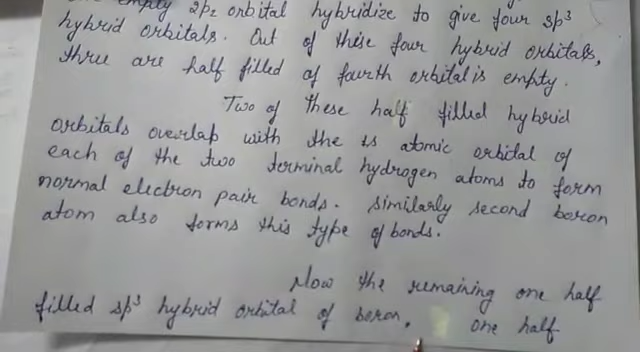 empty 2pz orbital hybridize to give four sp³
hybrid orbitals. Out of these four hybrid orbitals,
three are half filled & fourth orbital is empty.
Two of these half filled hybrid
orbitals overlap with the 1s atomic orbital of
each of the two terminal hydrogen atoms to form
normal electron pair bonds. Similarly second boron
atom also forms this type of bonds.
Now the remaining one half
filled sp³ hybrid orbital of boron, one half